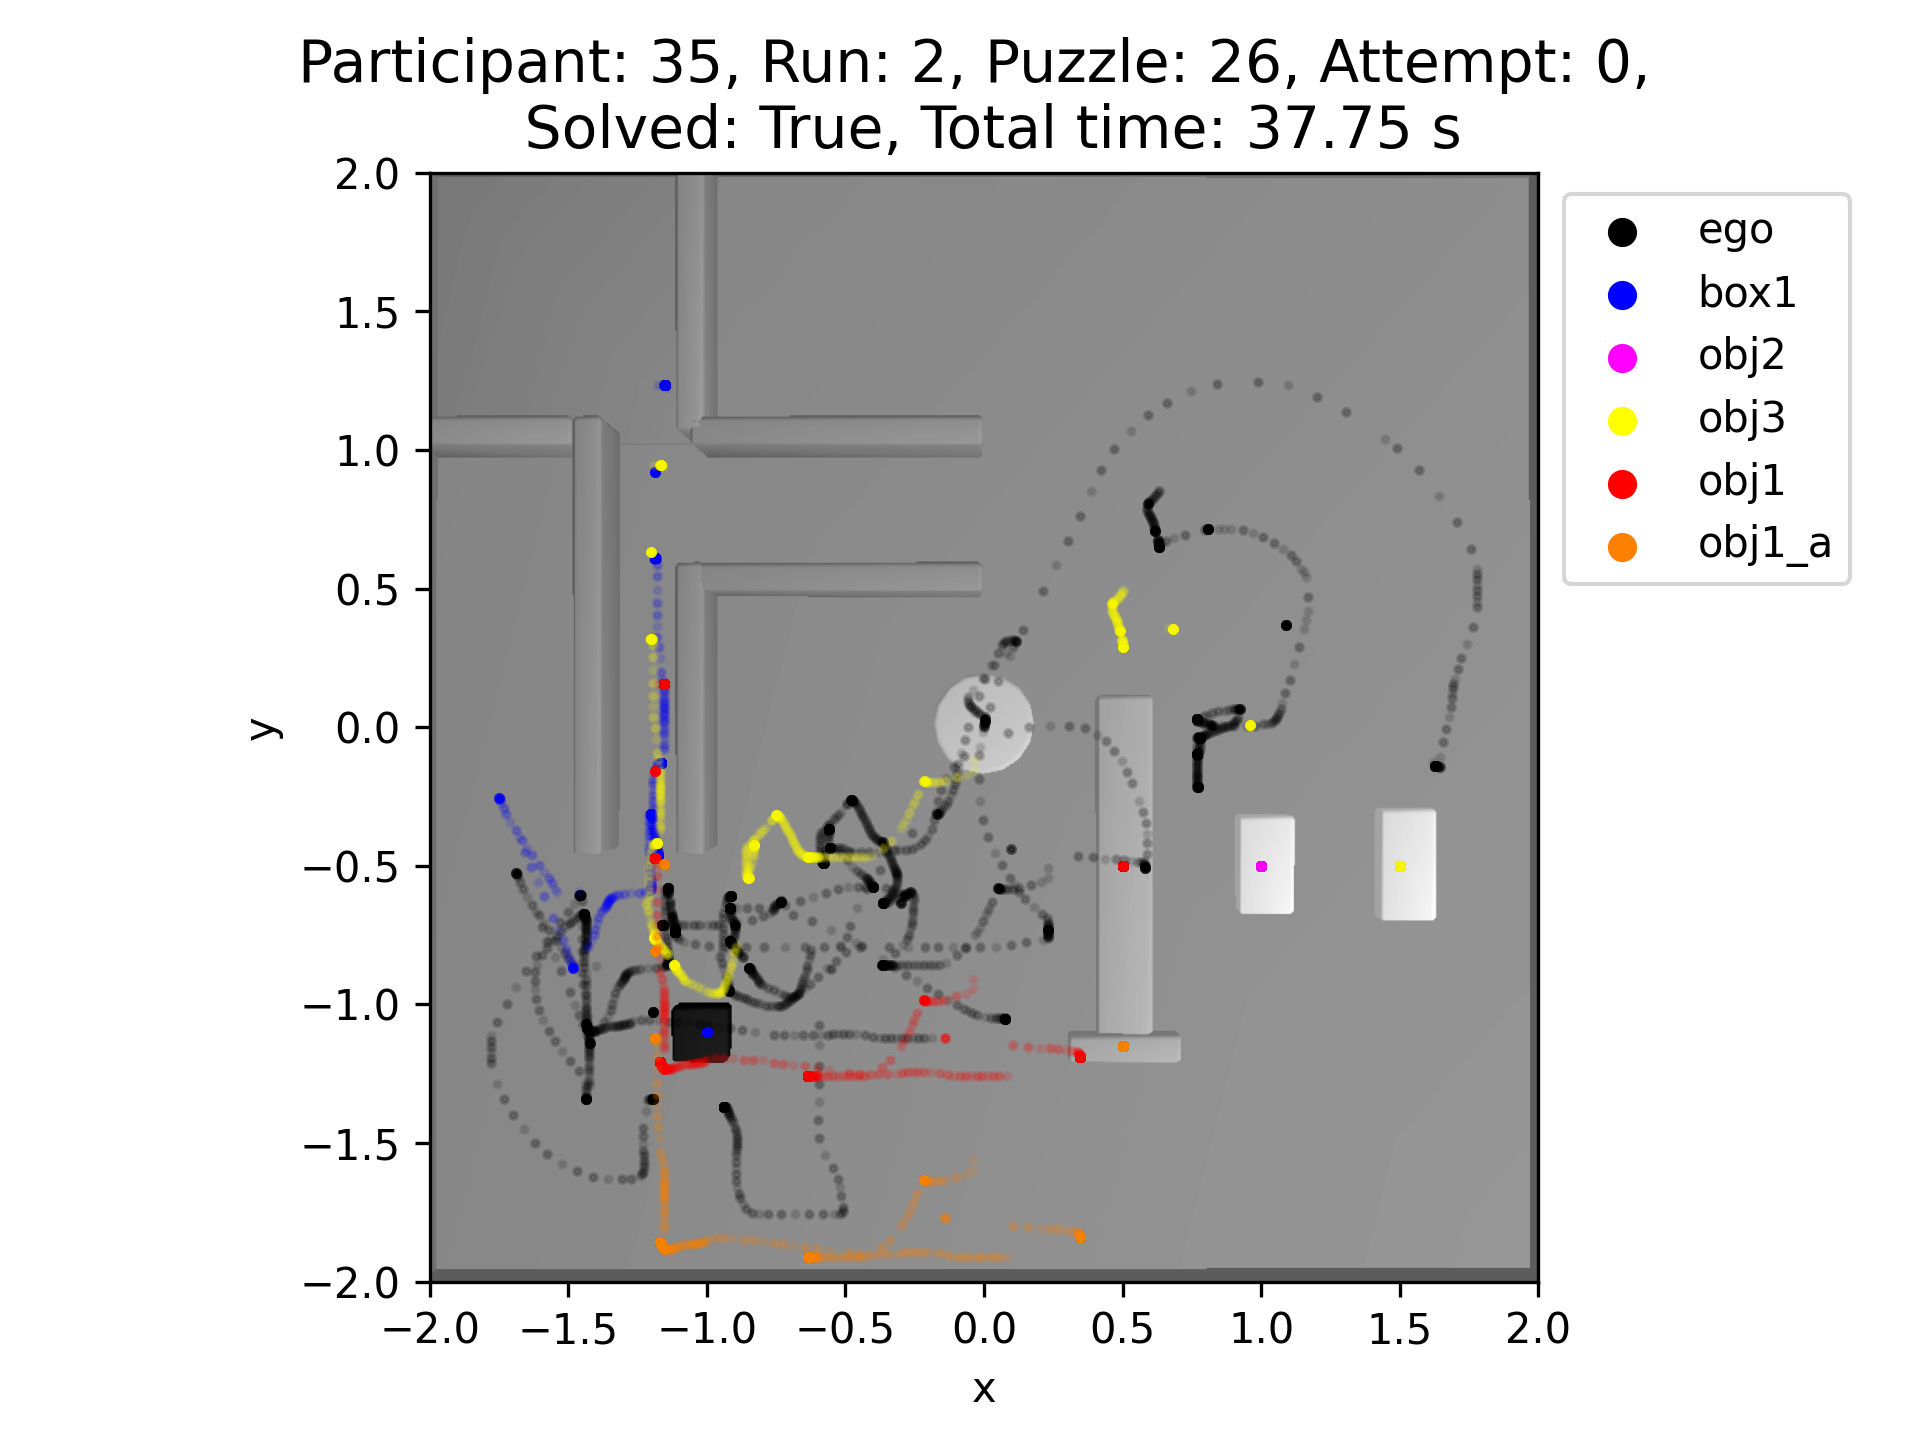 Participant: 35, Run: 2, Puzzle: 26, Attempt: 0,
Solved: True, Total time: 37.75 s
2.0
1.5
1.0
0.5
0.0
−0.5
−1.0
−1.5
−2.0
y
−2.0 −1.5 −1.0 −0.5 0.0 0.5 1.0 1.5 2.0
x
ego
box1
obj2
obj3
obj1
obj1_a